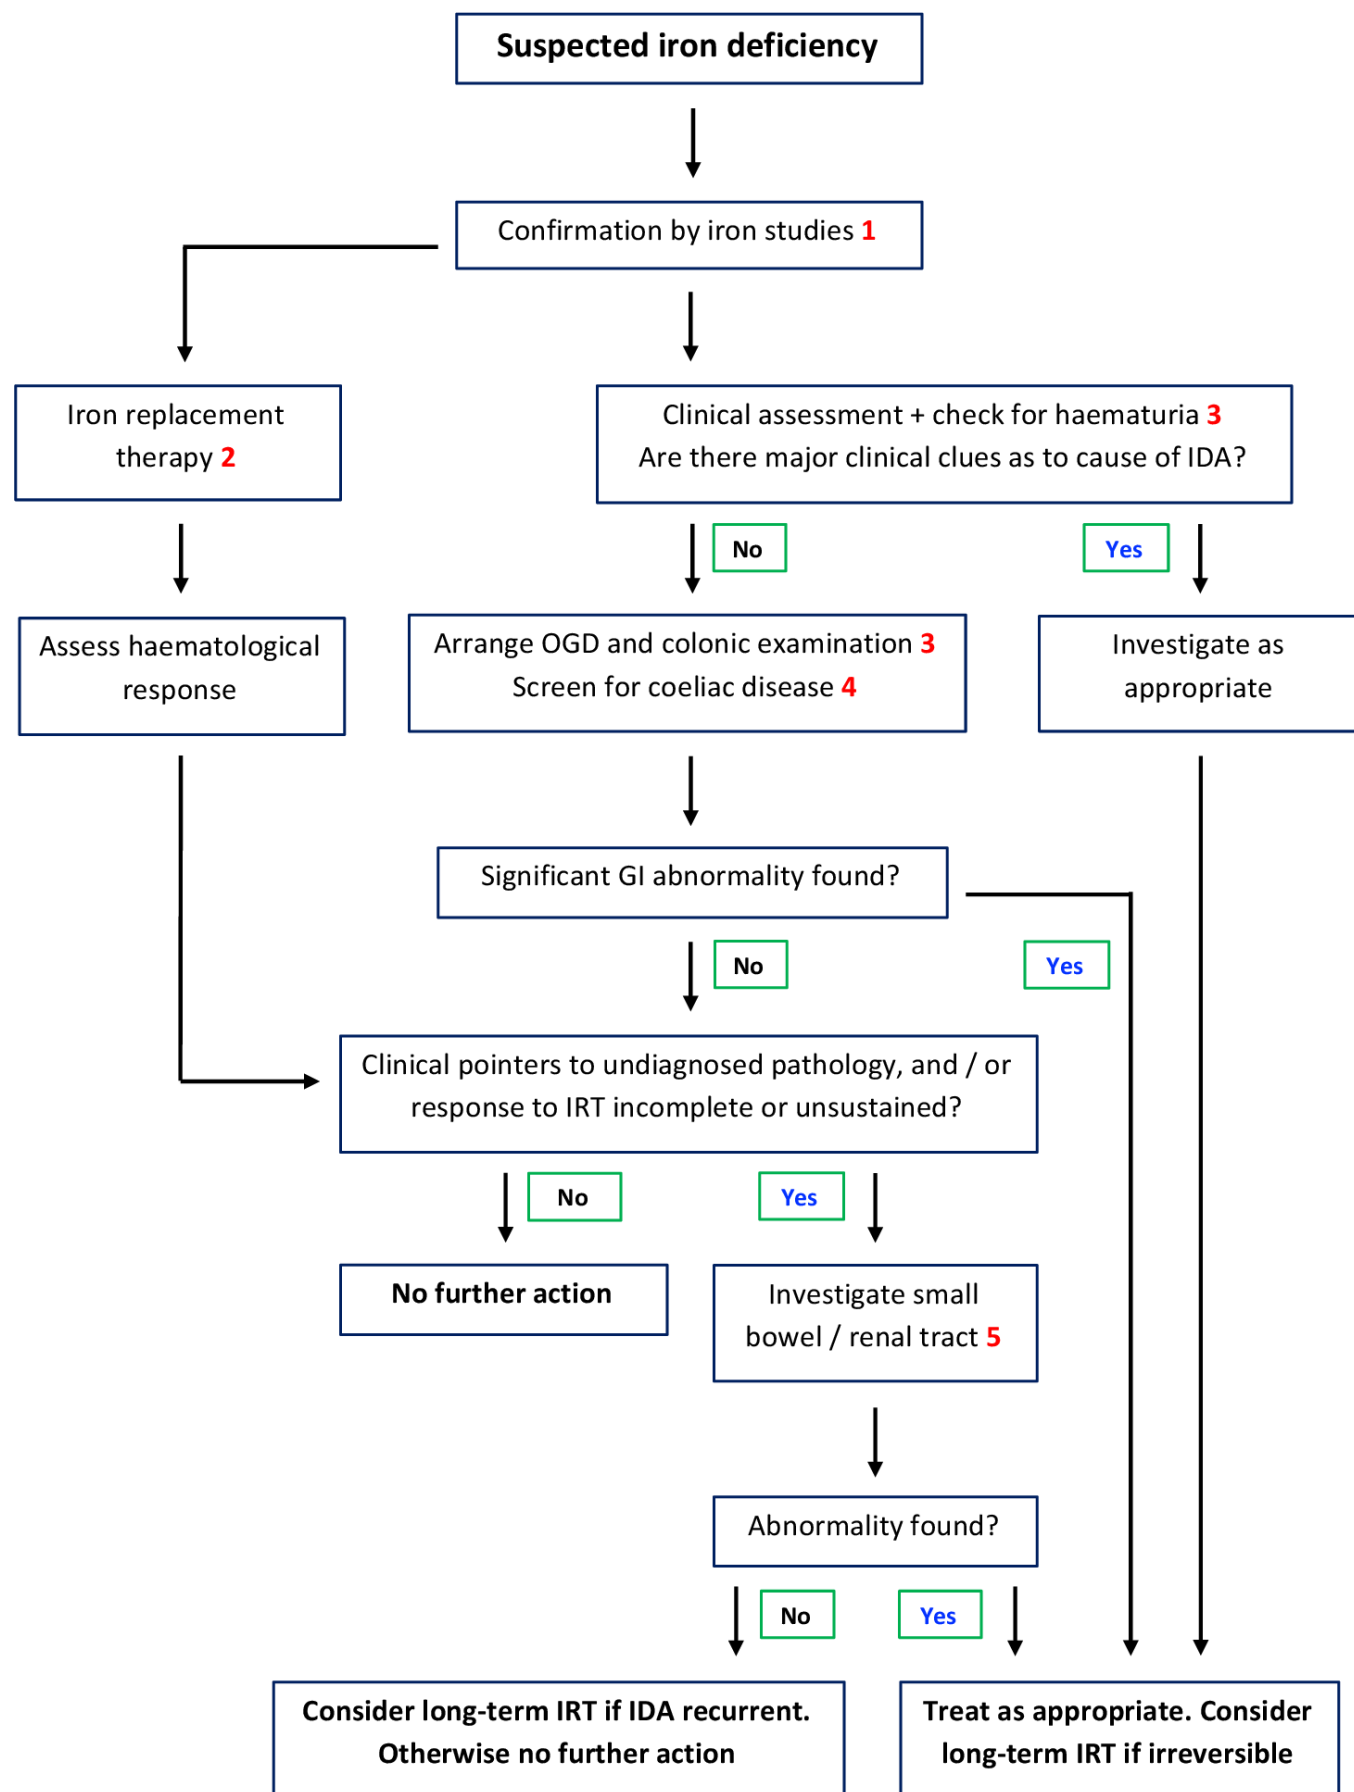 Suspected iron deficiency
Confirmation by iron studies 1
Iron replacement
therapy 2
Clinical assessment + check for haematuria 3
Are there major clinical clues as to cause of IDA?
No
Yes
Assess haematological
response
Arrange OGD and colonic examination 3
Screen for coeliac disease 4
Investigate as
appropriate
Significant GI abnormality found?
No
Yes
Clinical pointers to undiagnosed pathology, and / or
response to IRT incomplete or unsustained?
No
Yes
No further action
Investigate small
bowel / renal tract 5
Abnormality found?
No
Yes
Consider long-term IRT if IDA recurrent.
Otherwise no further action
Treat as appropriate. Consider
long-term IRT if irreversible